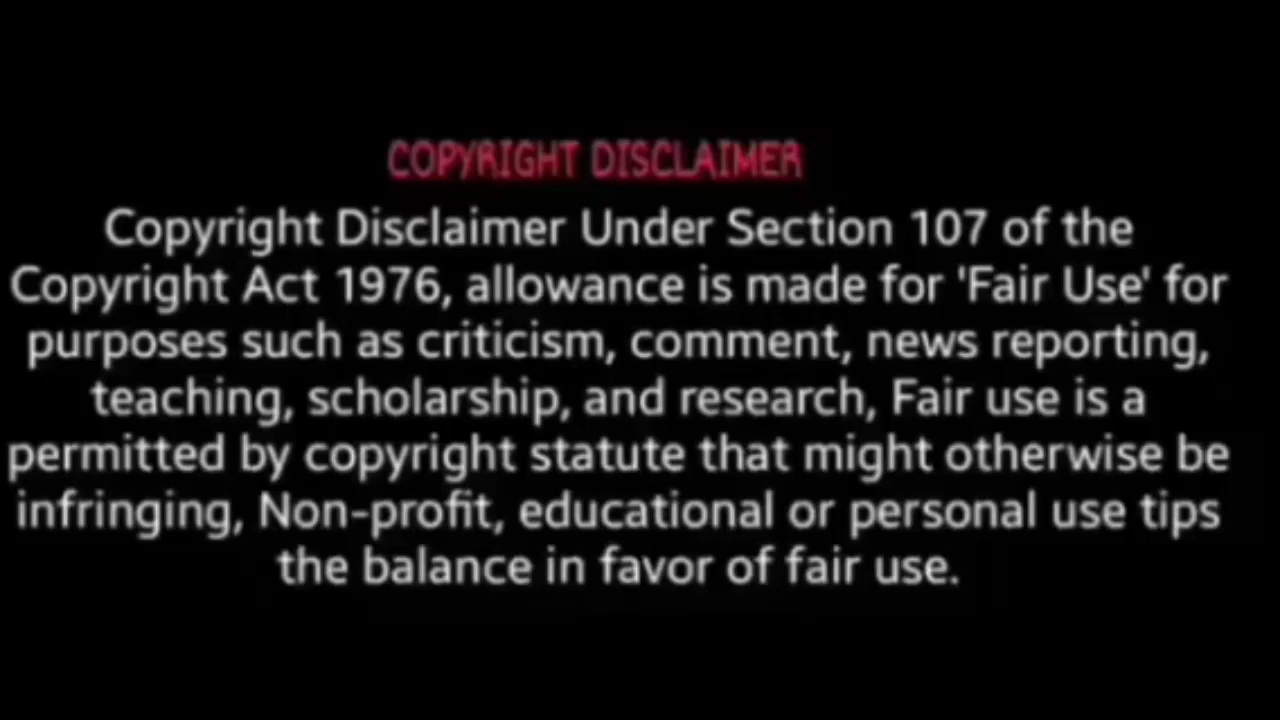 COPYRIGHT DISCLAIMER
Copyright Disclaimer Under Section 107 of the
Copyright Act 1976, allowance is made for 'Fair Use' for
purposes such as criticism, comment, news reporting,
teaching, scholarship, and research, Fair use is a
permitted by copyright statute that might otherwise be
infringing, Non-profit, educational or personal use tips
the balance in favor of fair use.